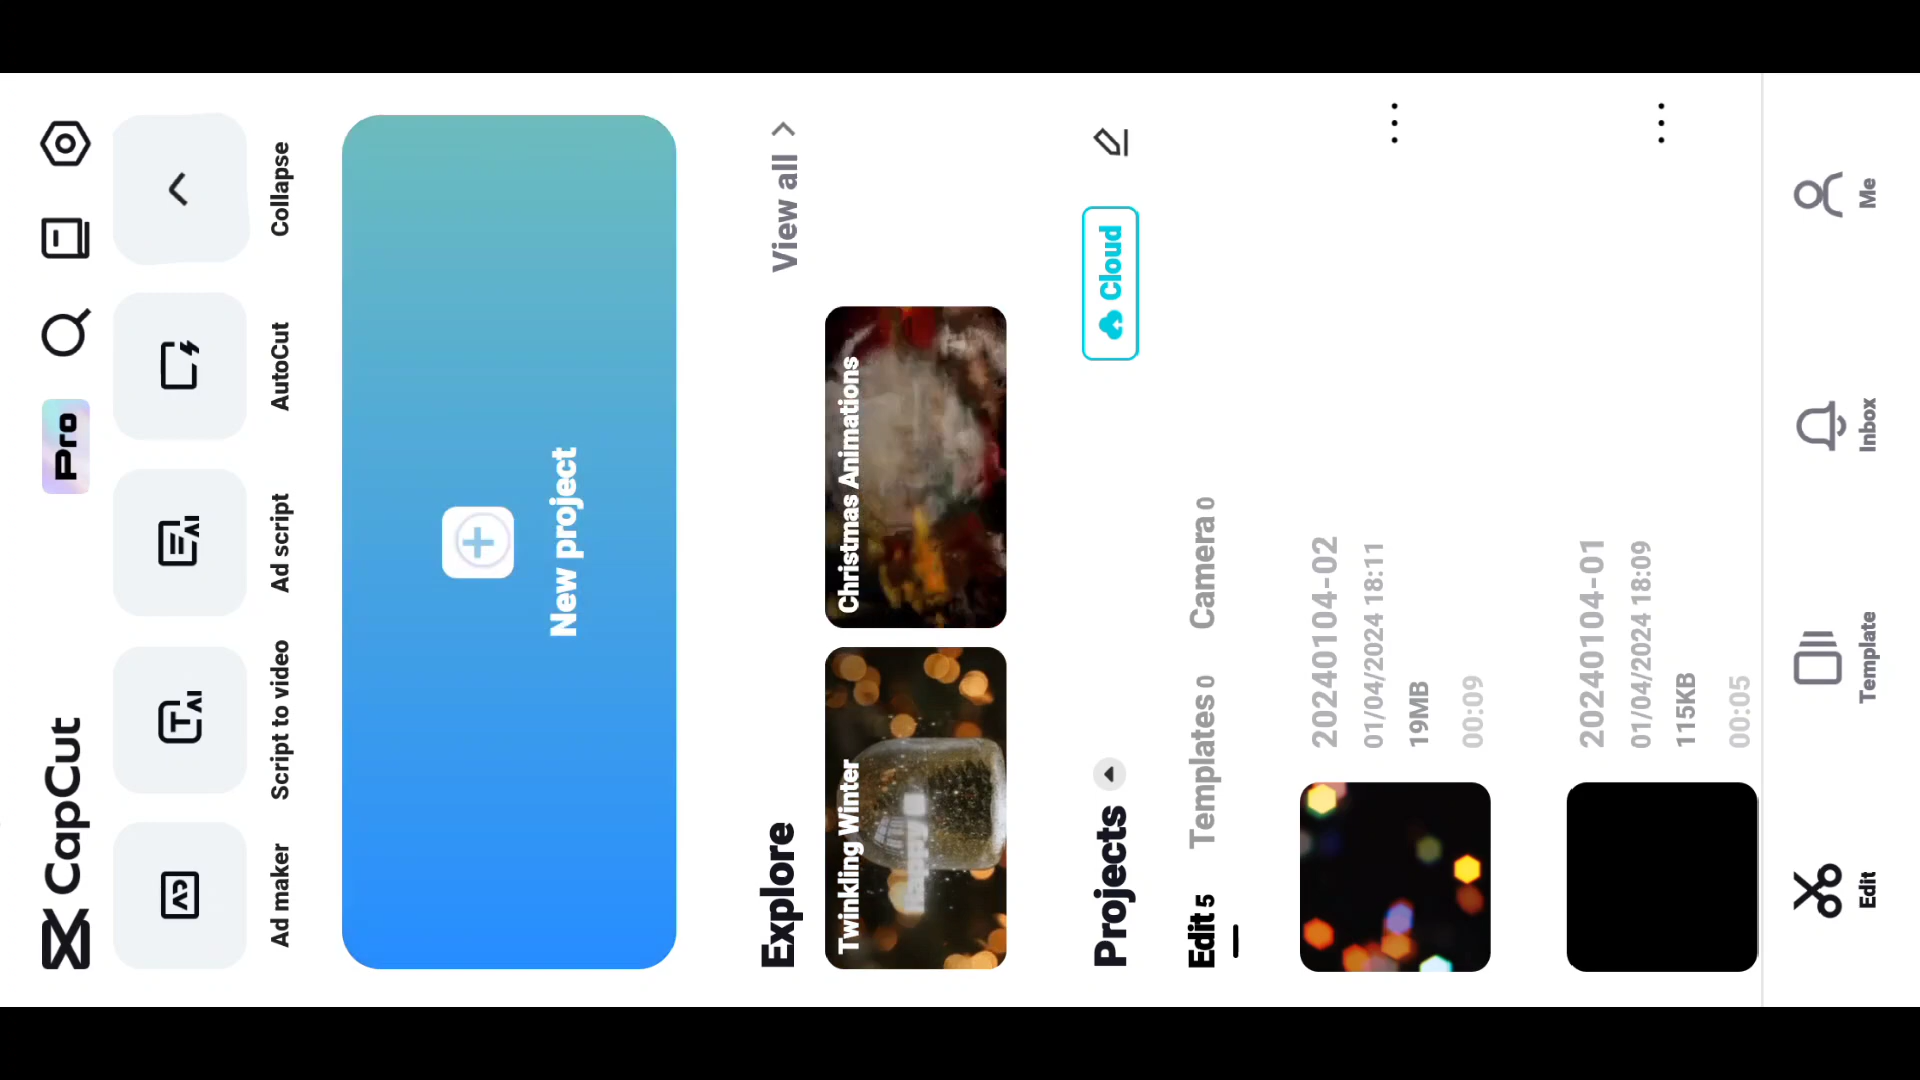 CapCut
Pro
Ad maker
Script to video
Ad script
AutoCut
Collapse
New project
Explore
View all
Twinkling Winter
Christmas Animations
Projects
Cloud
Edit 5
Templates 0
Camera 0
20240104-02
01/04/2024 18:11
19MB
00:09
20240104-01
01/04/2024 18:09
115KB
00:05
Edit
Template
Inbox
Me